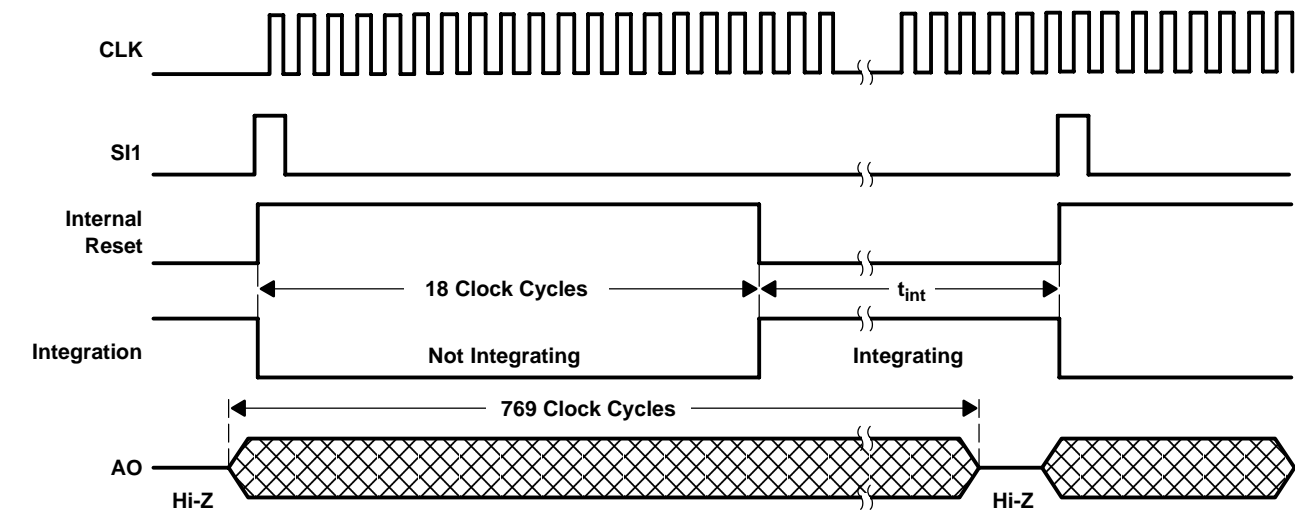 CLK
SI1
Internal
Reset
18 Clock Cycles
tint
Integration
Not Integrating
Integrating
769 Clock Cycles
AO
Hi-Z
Hi-Z